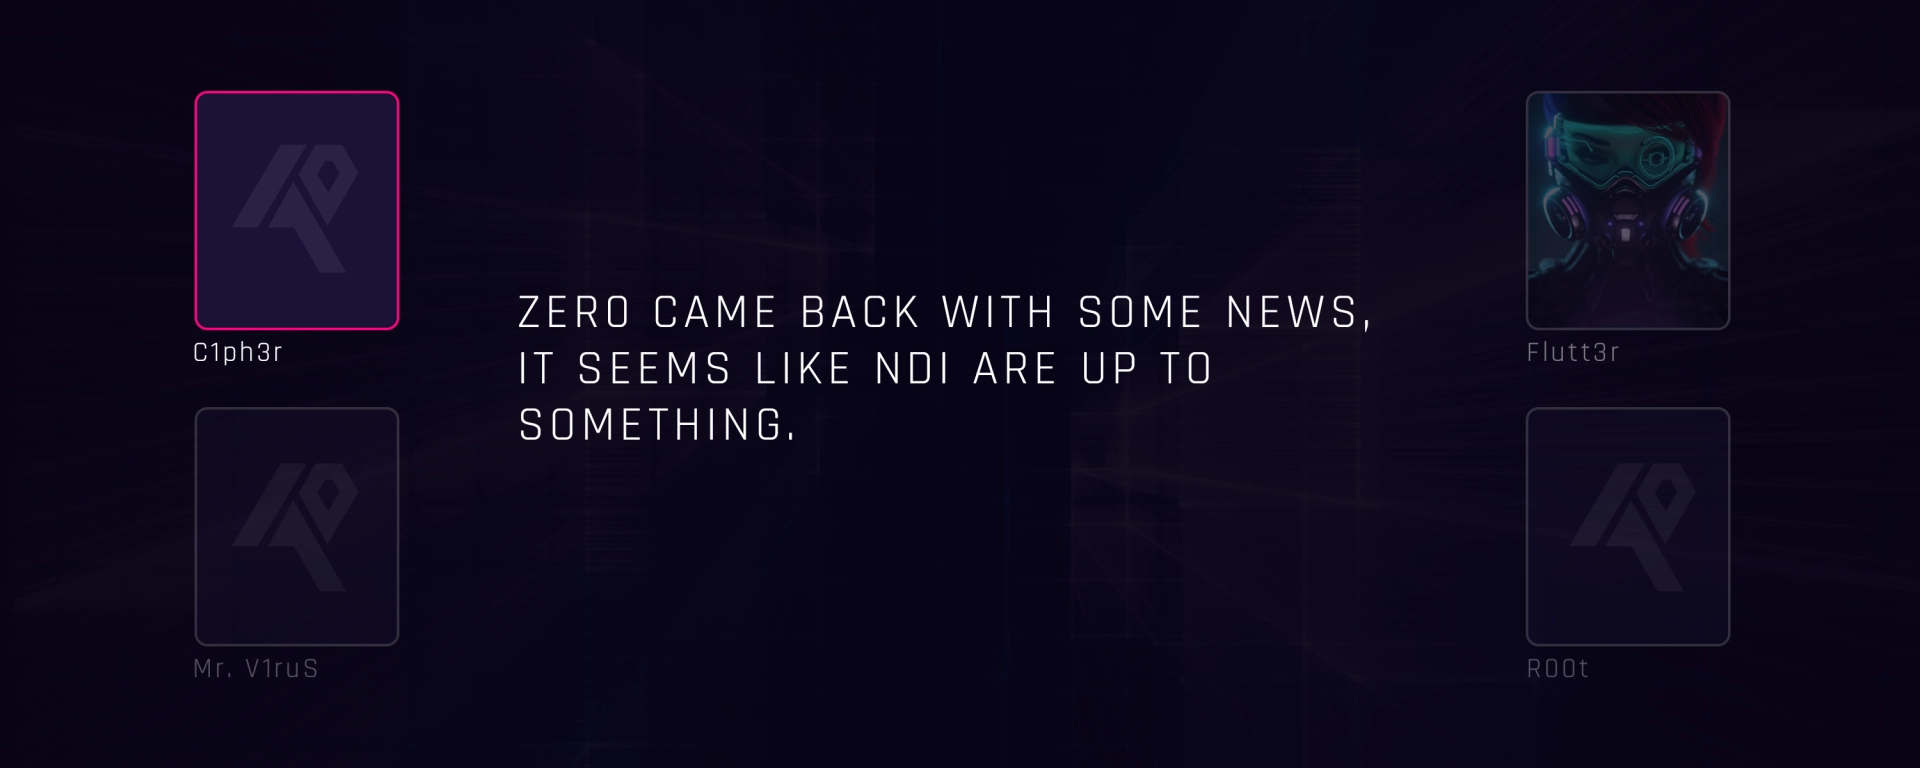 C1ph3r
Mr. V1ruS
ZERO CAME BACK WITH SOME NEWS,
IT SEEMS LIKE NDI ARE UP TO
SOMETHING.
Flutt3r
R00t